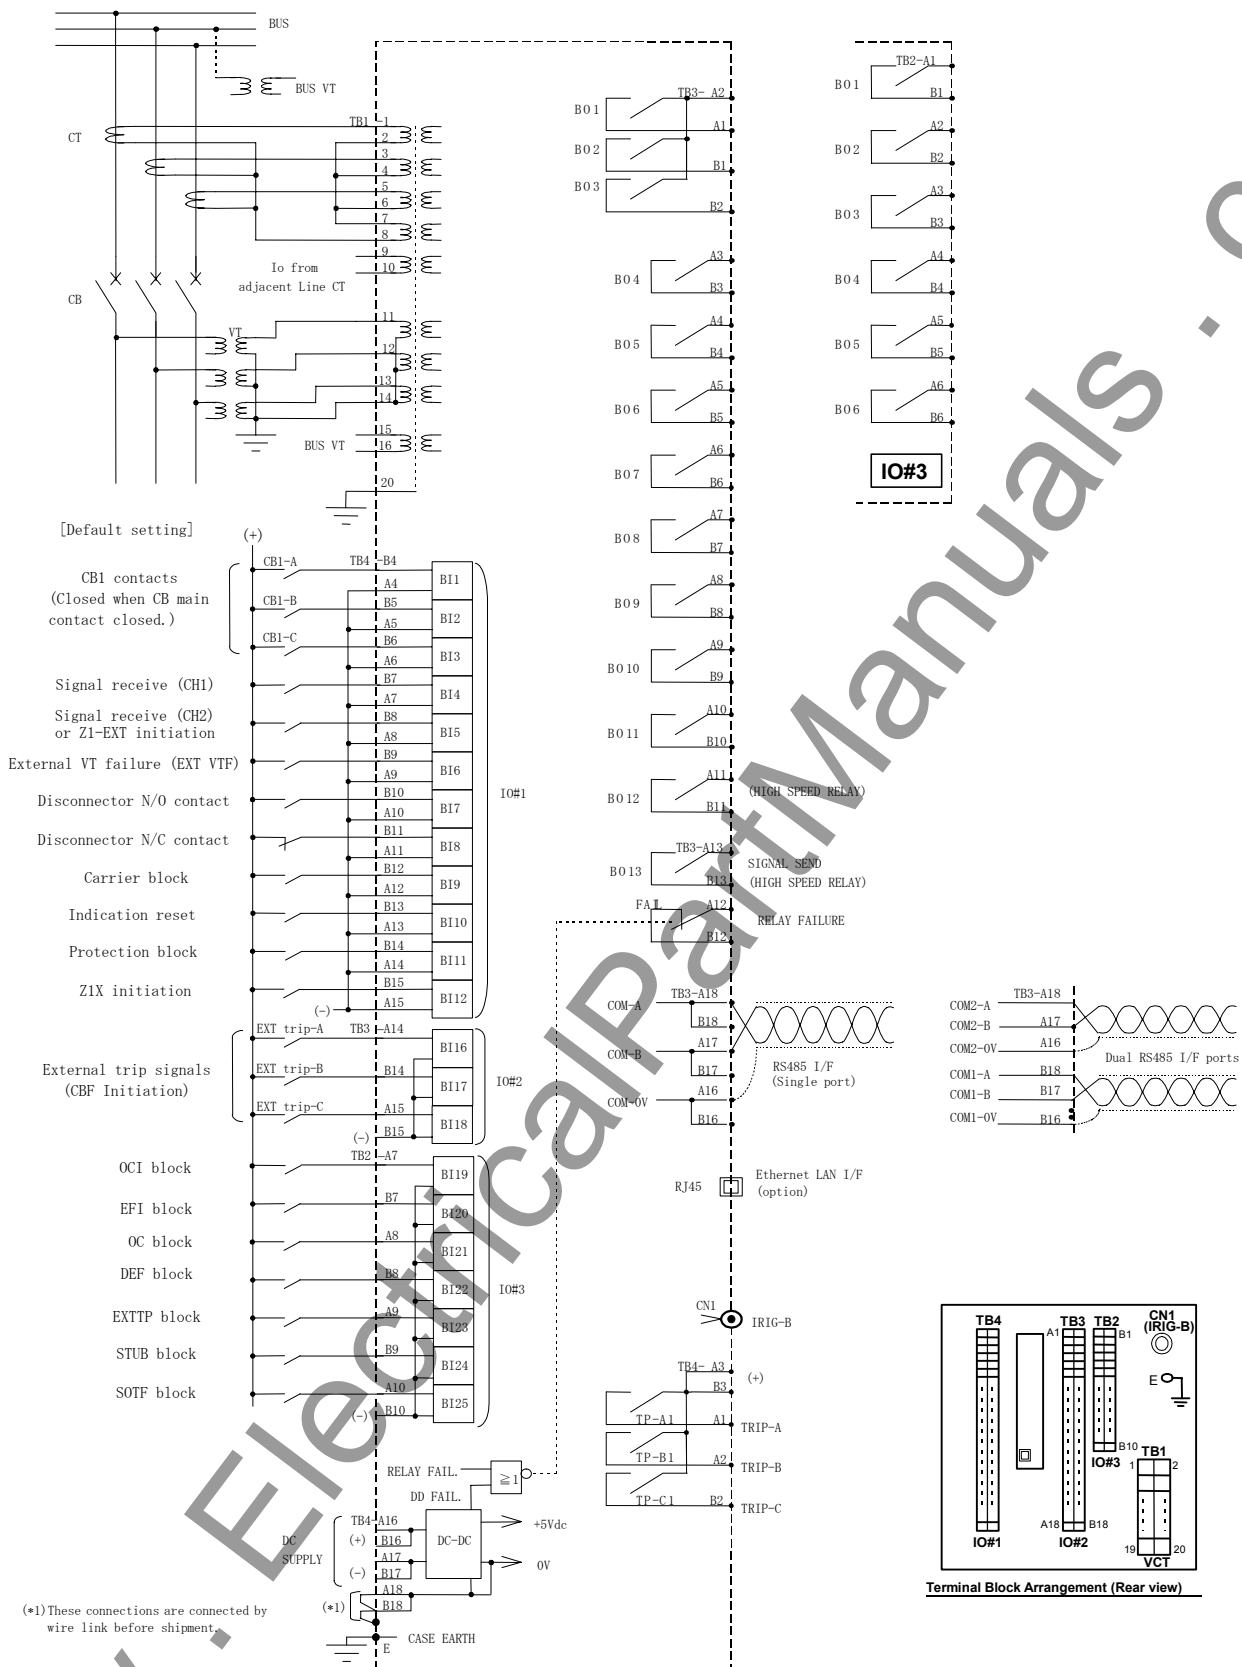 BUS
BUS VT
CT
TB1 -1
2
3
4
5
6
7
8
9
10
Io from
adjacent Line CT
CB
VT
11
12
13
14
BUS VT
15
16
20
[Default setting]
(+)
CB1 contacts
(Closed when CB main
contact closed.)
CB1-A
TB4 -B4
A4
BI1
CB1-B
B5
A5
BI2
CB1-C
B6
A6
BI3
Signal receive (CH1)
B7
A7
BI4
Signal receive (CH2)
or Z1-EXT initiation
B8
A8
BI5
External VT failure (EXT VTF)
B9
A9
BI6
Disconnector N/O contact
B10
A10
BI7
IO#1
Disconnector N/C contact
B11
A11
BI8
Carrier block
B12
A12
BI9
Indication reset
B13
A13
BI10
Protection block
B14
A14
BI11
Z1X initiation
B15
A15
BI12
(-)
External trip signals
(CBF Initiation)
EXT trip-A
TB3 -A14
BI16
EXT trip-B
B14
BI17
IO#2
EXT trip-C
A15
BI18
(-)
B15
OCI block
TB2 -A7
BI19
EFI block
B7
BI20
OC block
A8
BI21
DEF block
B8
BI22
IO#3
EXTTP block
A9
BI23
STUB block
B9
BI24
SOTF block
A10
BI25
(-)
B10
RELAY FAIL.
≧1
DD FAIL.
DC
SUPPLY
TB4-A16
(+)
B16
A17
(-)
B17
DC-DC
+5Vdc
0V
A18
(*1)
B18
(*1)These connections are connected by
wire link before shipment.
E
CASE EARTH
BO1
TB3- A2
A1
BO2
B1
BO3
B2
BO4
A3
B3
BO5
A4
B4
BO6
A5
B5
BO7
A6
B6
BO8
A7
B7
BO9
A8
B8
BO10
A9
B9
BO11
A10
B10
BO12
A11
B11
(HIGH SPEED RELAY)
BO13
TB3-A13
B13
SIGNAL SEND
(HIGH SPEED RELAY)
FAIL
A12
B12
RELAY FAILURE
COM-A
TB3-A18
B18
COM-B
A17
B17
COM-0V
A16
B16
RS485 I/F
(Single port)
RJ45
Ethernet LAN I/F
(option)
CN1
IRIG-B
TB4- A3
(+)
B3
TP-A1
A1
TRIP-A
TP-B1
A2
TRIP-B
TP-C1
B2
TRIP-C
BO1
TB2-A1
B1
BO2
A2
B2
BO3
A3
B3
BO4
A4
B4
BO5
A5
B5
BO6
A6
B6
IO#3
COM2-A
TB3-A18
COM2-B
A17
COM2-0V
A16
Dual RS485 I/F ports
COM1-A
B18
COM1-B
B17
COM1-0V
B16
TB4
TB3
TB2
CN1
(IRIG-B)
A1
B1
E
B10
IO#3
TB1
1
2
A18
B18
IO#1
IO#2
19
20
VCT
Terminal Block Arrangement (Rear view)